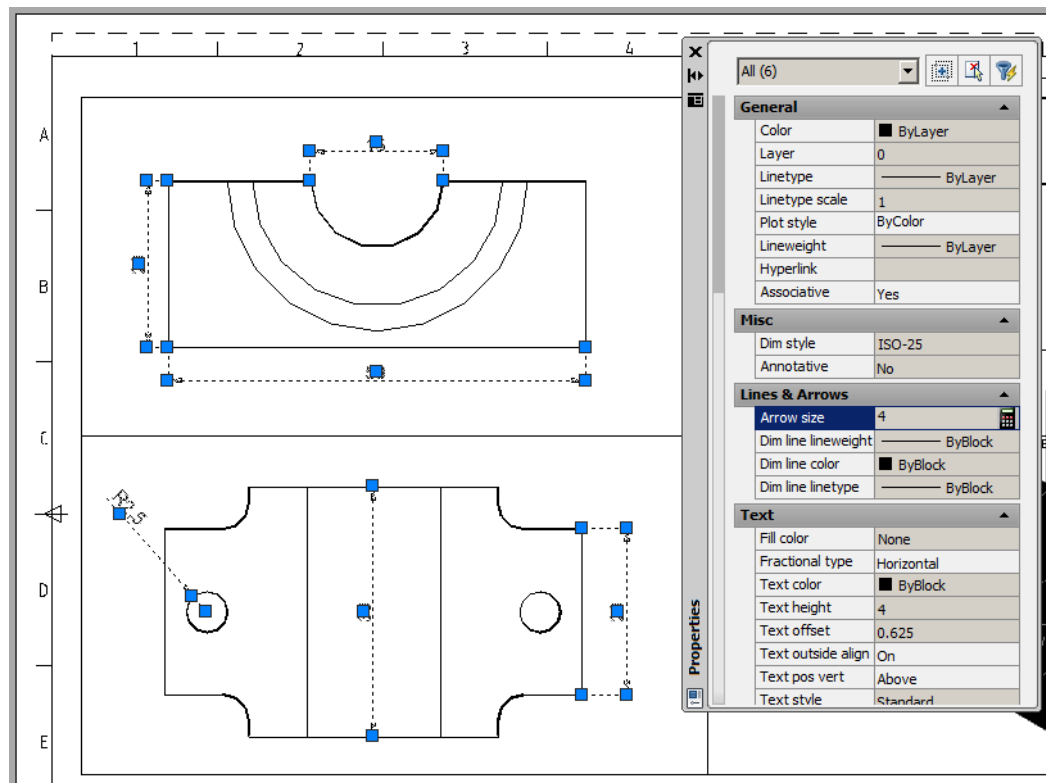 1 2 3 4
A
B
C
D
E
R2.5
All (6)
General
Color ByLayer
Layer 0
Linetype ByLayer
Linetype scale 1
Plot style ByColor
Lineweight ByLayer
Hyperlink
Associative Yes
Misc
Dim style ISO-25
Annotative No
Lines & Arrows
Arrow size 4
Dim line lineweight ByBlock
Dim line color ByBlock
Dim line linetype ByBlock
Text
Fill color None
Fractional type Horizontal
Text color ByBlock
Text height 4
Text offset 0.625
Text outside align On
Text pos vert Above
Text style Standard
Properties